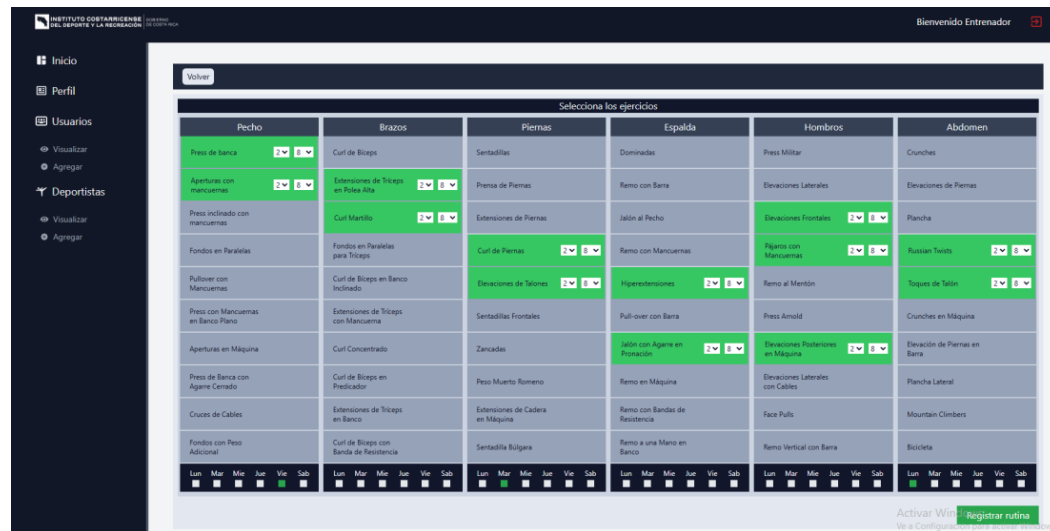 INSTITUTO COSTARRICENSE
DEL DEPORTE Y LA RECREACIÓN
GOBIERNO
DE COSTA RICA
Bienvenido Entrenador
Inicio
Perfil
Usuarios
Visualizar
Agregar
Deportistas
Visualizar
Agregar
Volver
Selecciona los ejercicios
Pecho Brazos Piernas Espalda Hombros Abdomen
Press de banca 2 8 Curl de Bíceps Sentadillas Dominadas Press Militar Crunches
Aperturas con
mancuernas 2 8
Extensiones de Tríceps
en Polea Alta 2 8
Prensa de Piernas Remo con Barra Elevaciones Laterales Elevaciones de Piernas
Press inclinado con
mancuernas
Curl Martillo 2 8 Extensiones de Piernas Jalón al Pecho Elevaciones Frontales 2 8 Plancha
Fondos en Paralelas
Fondos en Paralelas
para Tríceps
Curl de Piernas 2 8 Remo con Mancuernas
Pájaros con
Mancuernas 2 8
Russian Twists 2 8
Pullover con
Mancuernas
Curl de Bíceps en Banco
Inclinado
Elevaciones de Talones 2 8 Hiperextensiones 2 8 Remo al Mentón Toques de Talón 2 8
Press con Mancuernas
en Banco Plano
Extensiones de Tríceps
con Mancuerna
Sentadillas Frontales Pull-over con Barra Press Arnold Crunches en Máquina
Aperturas en Máquina Curl Concentrado Zancadas
Jalón con Agarre en
Pronación 2 8
Elevaciones Posteriores
en Máquina 2 8
Elevación de Piernas en
Barra
Press de Banca con
Agarre Cerrado
Curl de Bíceps en
Predicador
Peso Muerto Romeno Remo en Máquina
Elevaciones Laterales
con Cables
Plancha Lateral
Cruces de Cables
Extensiones de Tríceps
en Banco
Extensiones de Cadera
en Máquina
Remo con Bandas de
Resistencia
Face Pulls Mountain Climbers
Fondos con Peso
Adicional
Curl de Bíceps con
Banda de Resistencia
Sentadilla Búlgara
Remo a una Mano en
Banco
Remo Vertical con Barra Bicicleta
Lun Mar Mie Jue Vie Sab Lun Mar Mie Jue Vie Sab Lun Mar Mie Jue Vie Sab Lun Mar Mie Jue Vie Sab Lun Mar Mie Jue Vie Sab Lun Mar Mie Jue Vie Sab
Activar Win
Registrar rutina
Ve a Configuración para activar Windows